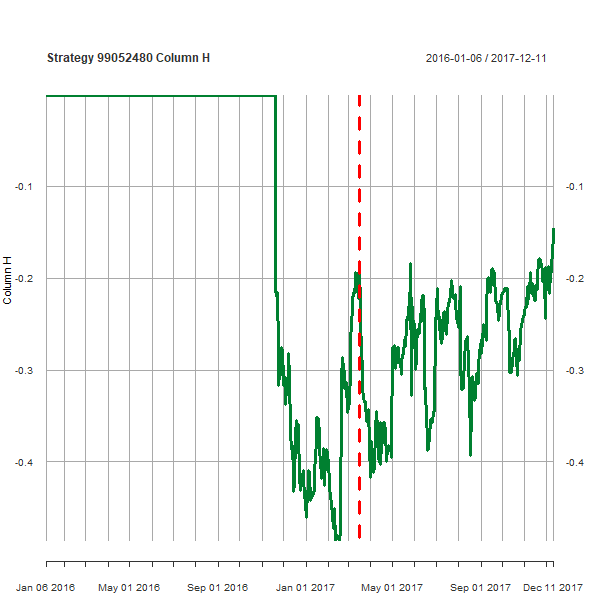 Strategy 99052480 Column H
2016-01-06 / 2017-12-11
-0.1
-0.1
-0.2
-0.2
-0.3
-0.3
-0.4
-0.4
Column H
Jan 06 2016
May 01 2016
Sep 01 2016
Jan 01 2017
May 01 2017
Sep 01 2017
Dec 11 2017